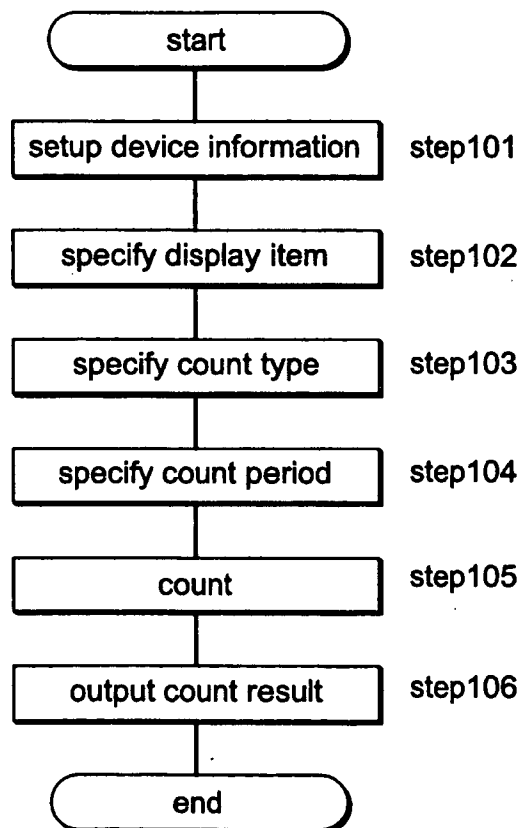 start
setup device information step101
specify display item step102
specify count type step103
specify count period step104
count step105
output count result step106
end